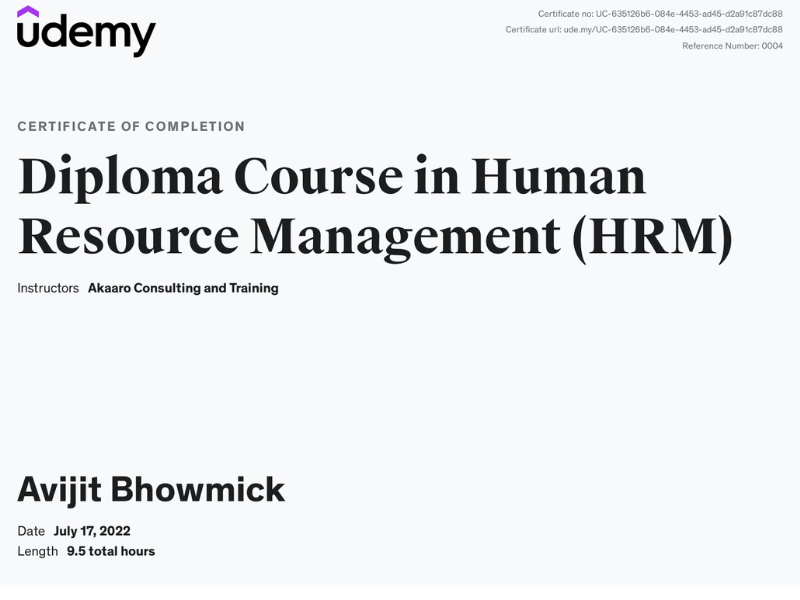 udemy
Certificate no: UC-635126b6-084e-4453-ad45-d2a91c87dc88
Certificate url: ude.my/UC-635126b6-084e-4453-ad45-d2a91c87dc88
Reference Number: 0004
CERTIFICATE OF COMPLETION
Diploma Course in Human
Resource Management (HRM)
Instructors Akaaro Consulting and Training
Avijit Bhowmick
Date July 17, 2022
Length 9.5 total hours